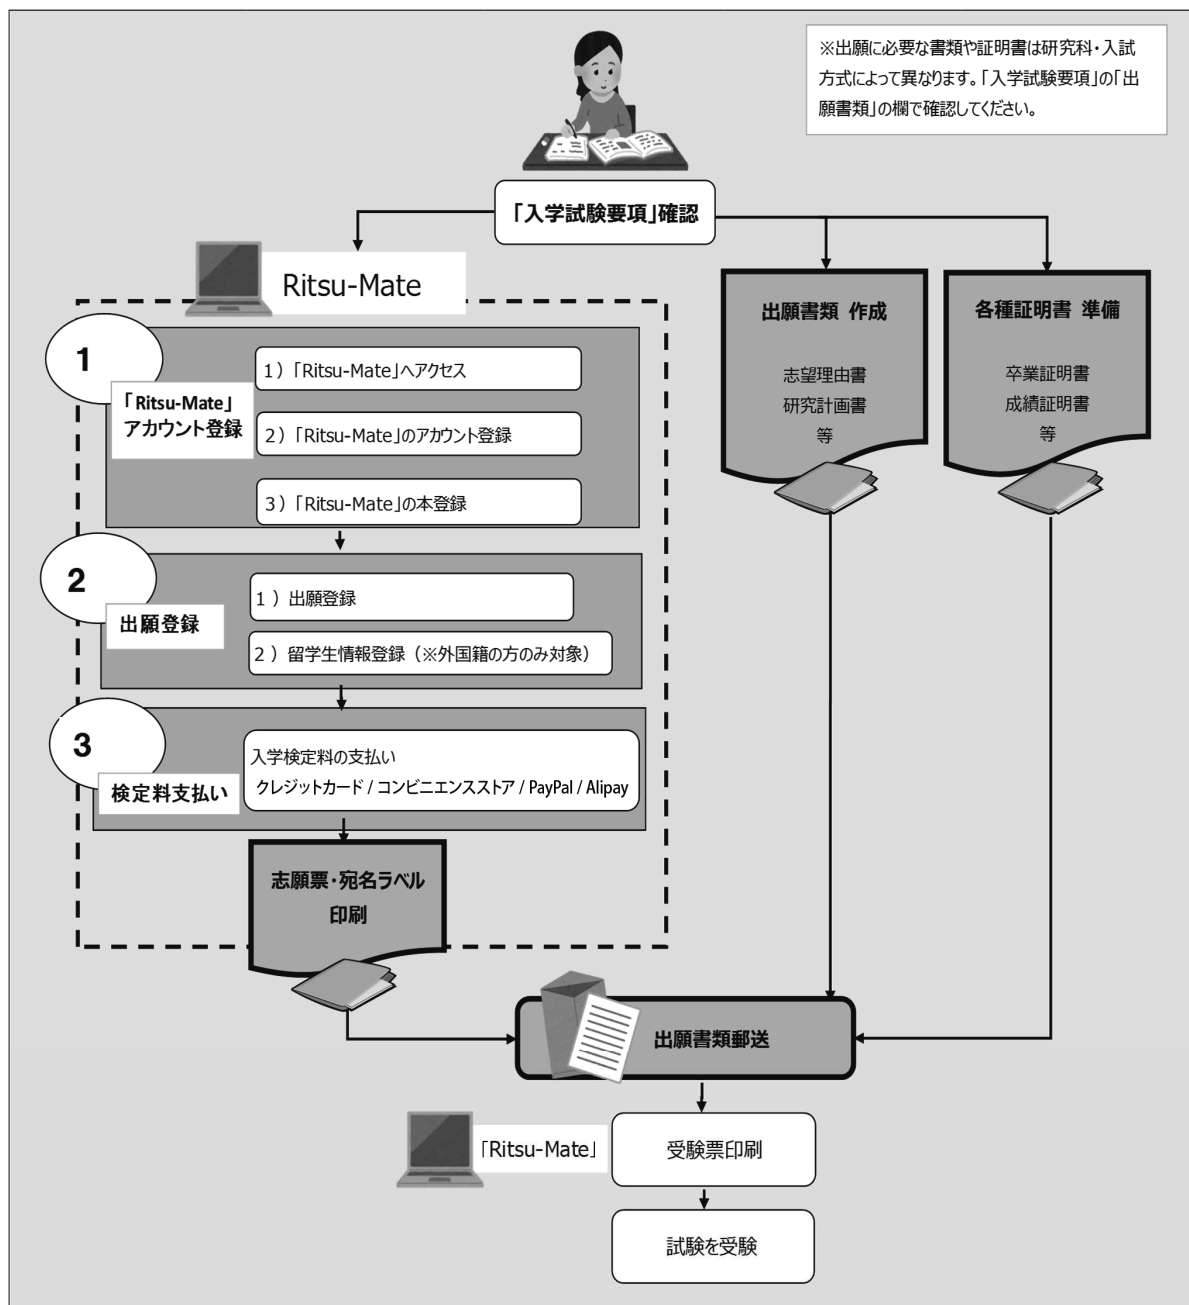 ※出願に必要な書類や証明書は研究科・入試
方式によって異なります。「入学試験要項」の「出
願書類」の欄で確認してください。
「入学試験要項」確認
Ritsu-Mate
1
「Ritsu-Mate」
アカウント登録
1）「Ritsu-Mate」へアクセス
2）「Ritsu-Mate」のアカウント登録
3）「Ritsu-Mate」の本登録
2
出願登録
1）出願登録
2）留学生情報登録（※外国籍の方のみ対象）
3
検定料支払い
入学検定料の支払い
クレジットカード / コンビニエンスストア / PayPal / Alipay
志願票・宛名ラベル
印刷
出願書類 作成
志望理由書
研究計画書
等
各種証明書 準備
卒業証明書
成績証明書
等
出願書類郵送
「Ritsu-Mate」
受験票印刷
試験を受験